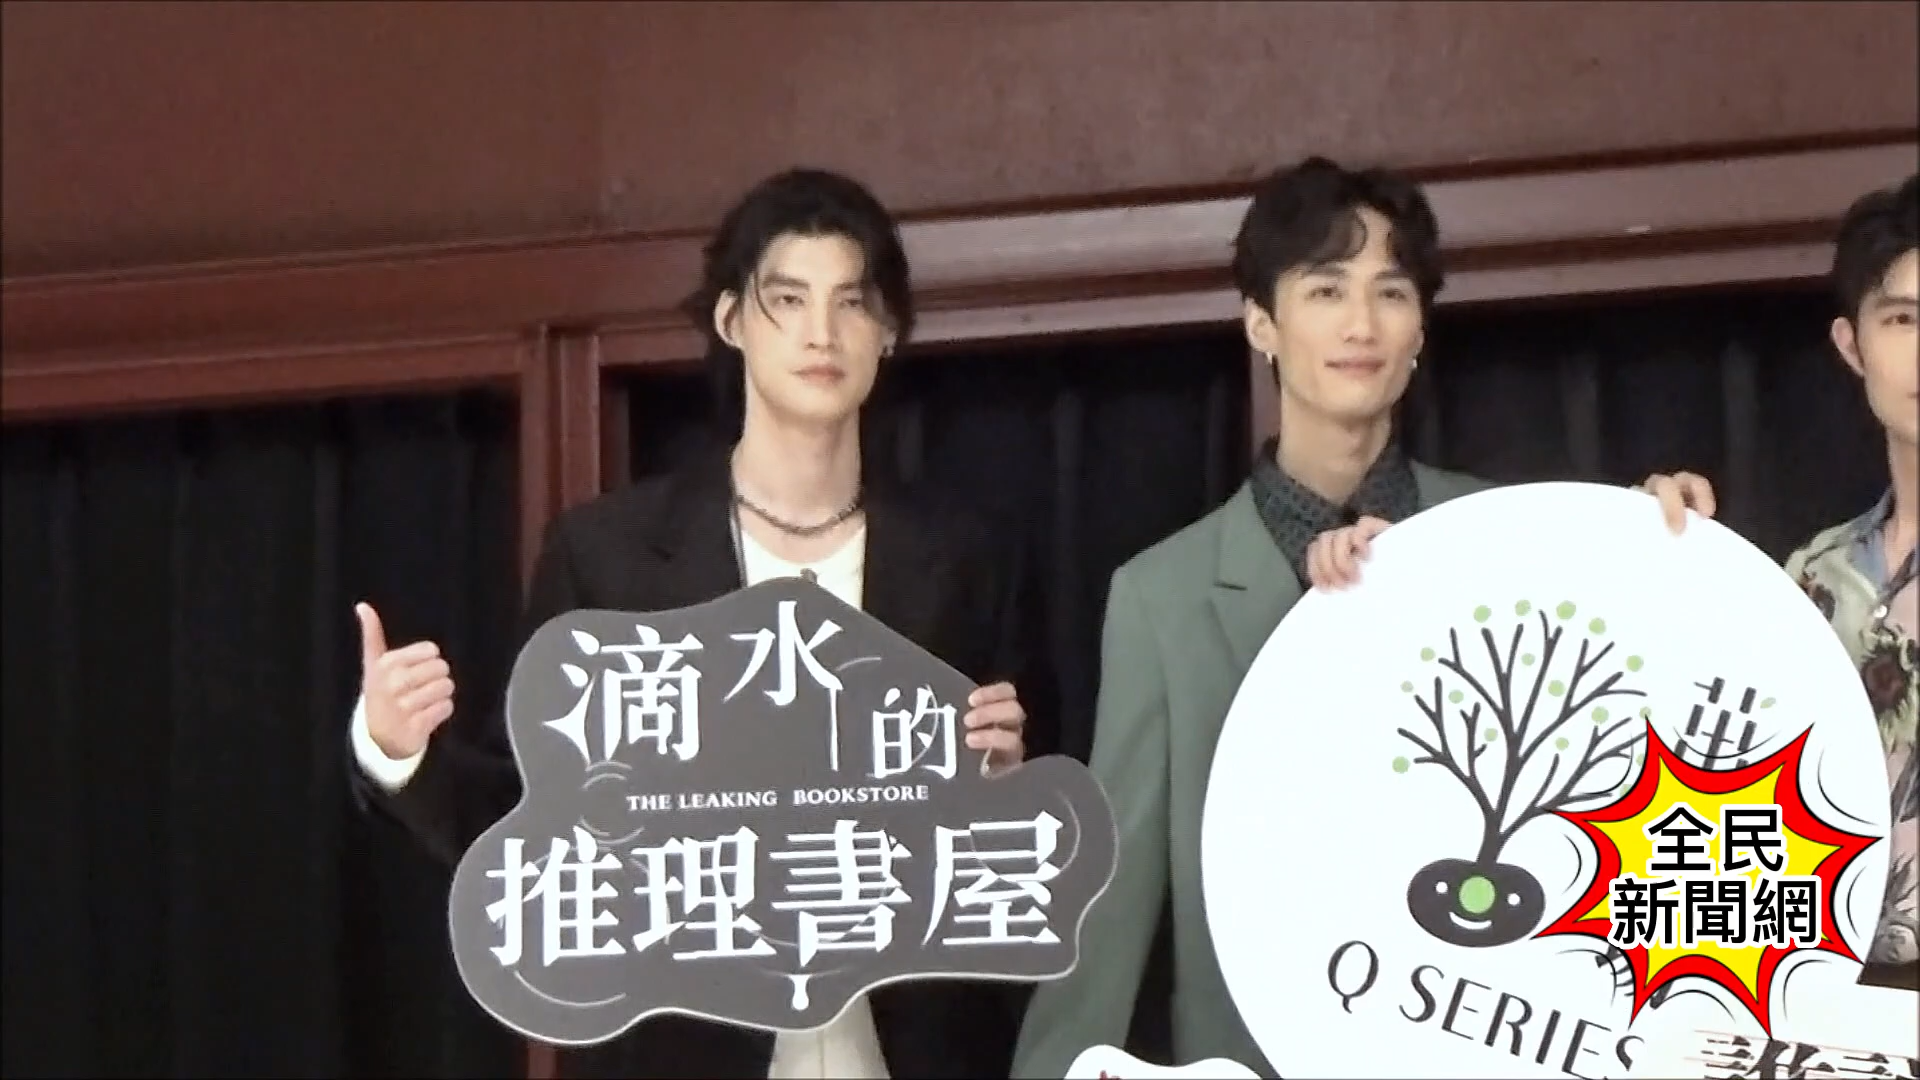 滴水的
THE LEAKING BOOKSTORE
推理書屋
Q SERIES
全民
新聞網